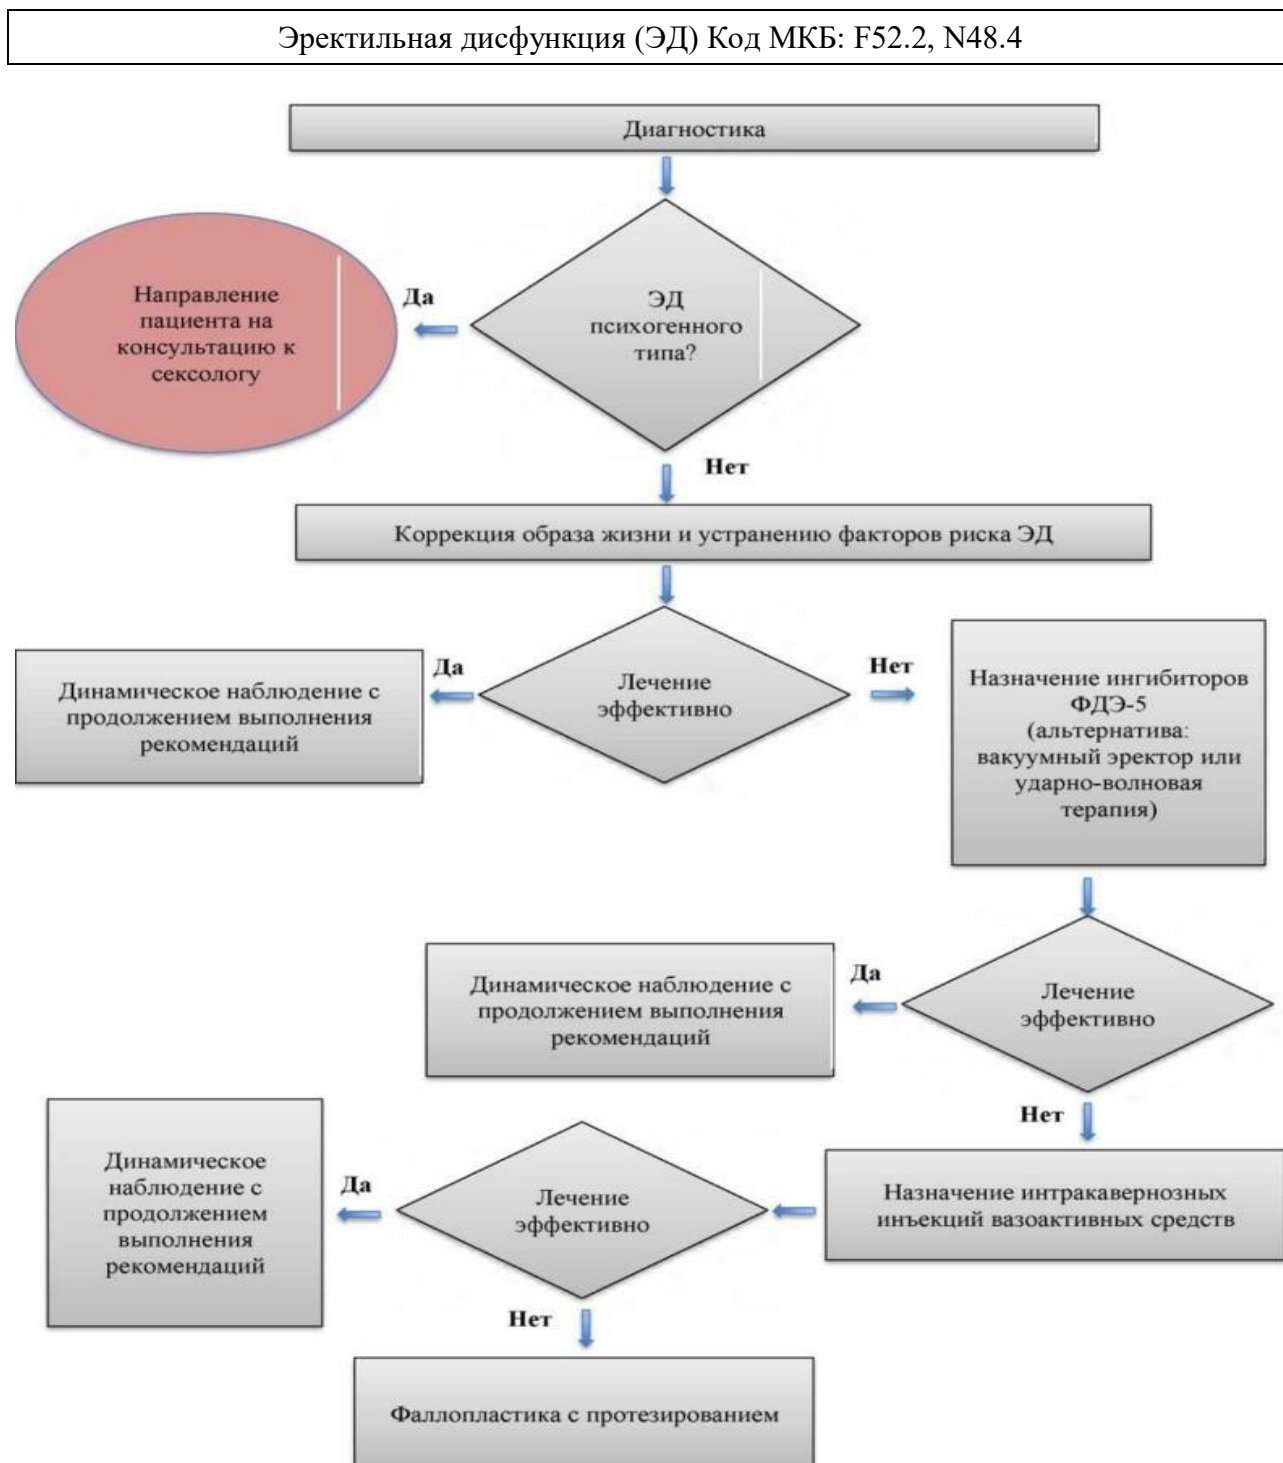 Эректильная дисфункция (ЭД) Код МКБ: F52.2, N48.4
Диагностика
ЭД
психогенного
типа?
Да
Направление
пациента на
консультацию к
сексологу
Нет
Коррекция образа жизни и устранению факторов риска ЭД
Лечение
эффективно
Да
Динамическое наблюдение с
продолжением выполнения
рекомендаций
Нет
Назначение ингибиторов
ФДЭ-5
(альтернатива:
вакуумный эректор или
ударно-волновая
терапия)
Лечение
эффективно
Да
Динамическое наблюдение с
продолжением выполнения
рекомендаций
Нет
Назначение интракавернозных
инъекций вазоактивных средств
Лечение
эффективно
Да
Динамическое
наблюдение с
продолжением
выполнения
рекомендаций
Нет
Фаллопластика с протезированием